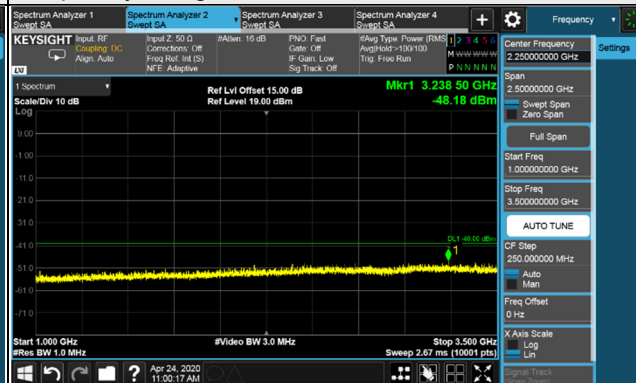 Spectrum Analyzer 1
Swept SA
Spectrum Analyzer 2
Swept SA
Spectrum Analyzer 3
Swept SA
Spectrum Analyzer 4
Swept SA
+
Frequency
KEYSIGHT
Input: RF
Coupling: DC
Align: Auto
Input Z: 50 Ω
Corrections: Off
Freq Ref: Int (S)
NFE: Adaptive
#Atten: 16 dB
PNO: Fast
Gate: Off
IF Gain: Low
Sig Track: Off
#Avg Type: Power (RMS)
Avg|Hold:>100/100
Trig: Free Run
1 2 3 4 5 6
M W W W W W
P N N N N N
LXI
1 Spectrum
Scale/Div 10 dB
Log
Ref Lvl Offset 15.00 dB
Ref Level 19.00 dBm
Mkr1 3.238 50 GHz
-48.18 dBm
9.00
-1.00
-11.0
-21.0
-31.0
-41.0
-51.0
-61.0
-71.0
1
Start 1.000 GHz
#Res BW 1.0 MHz
#Video BW 3.0 MHz
Stop 3.500 GHz
Sweep 2.67 ms (10001 pts)
?
Apr 24, 2020
11:00:17 AM
Center Frequency
2.250000000 GHz
Settings
Span
2.50000000 GHz
Swept Span
Zero Span
Full Span
Start Freq
1.000000000 GHz
Stop Freq
3.500000000 GHz
AUTO TUNE
CF Step
250.000000 MHz
Auto
Man
Freq Offset
0 Hz
X Axis Scale
Log
Lin
Signal Track